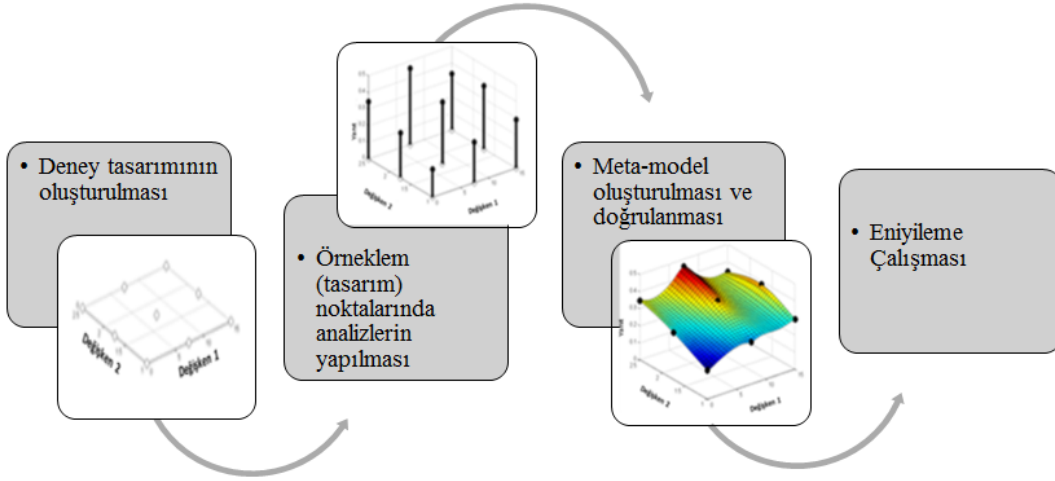 • Deney tasarımının
oluşturulması
Değişken 2
Değişken 1
• Örneklem
(tasarım)
noktalarında
analizlerin
yapılması
Değişken 2
Değişken 1
• Meta-model
oluşturulması ve
doğrulanması
Değişken 2
Değişken 1
• Eniyileme
Çalışması